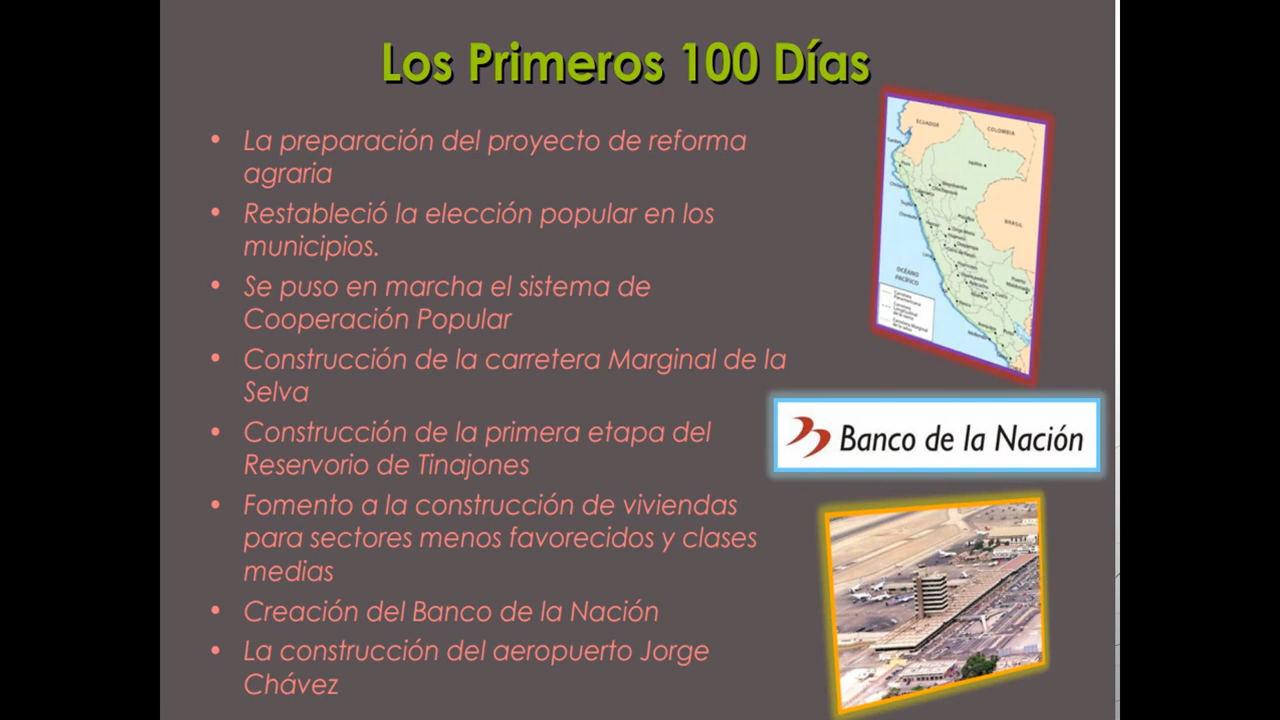 Los Primeros 100 Días
• La preparación del proyecto de reforma
agraria
• Restableció la elección popular en los
municipios.
• Se puso en marcha el sistema de
Cooperación Popular
• Construcción de la carretera Marginal de la
Selva
• Construcción de la primera etapa del
Reservorio de Tinajones
• Fomento a la construcción de viviendas
para sectores menos favorecidos y clases
medias
• Creación del Banco de la Nación
• La construcción del aeropuerto Jorge
Chávez
ECUADOR
COLOMBIA
BRASIL
OCÉANO
PACÍFICO
Banco de la Nación